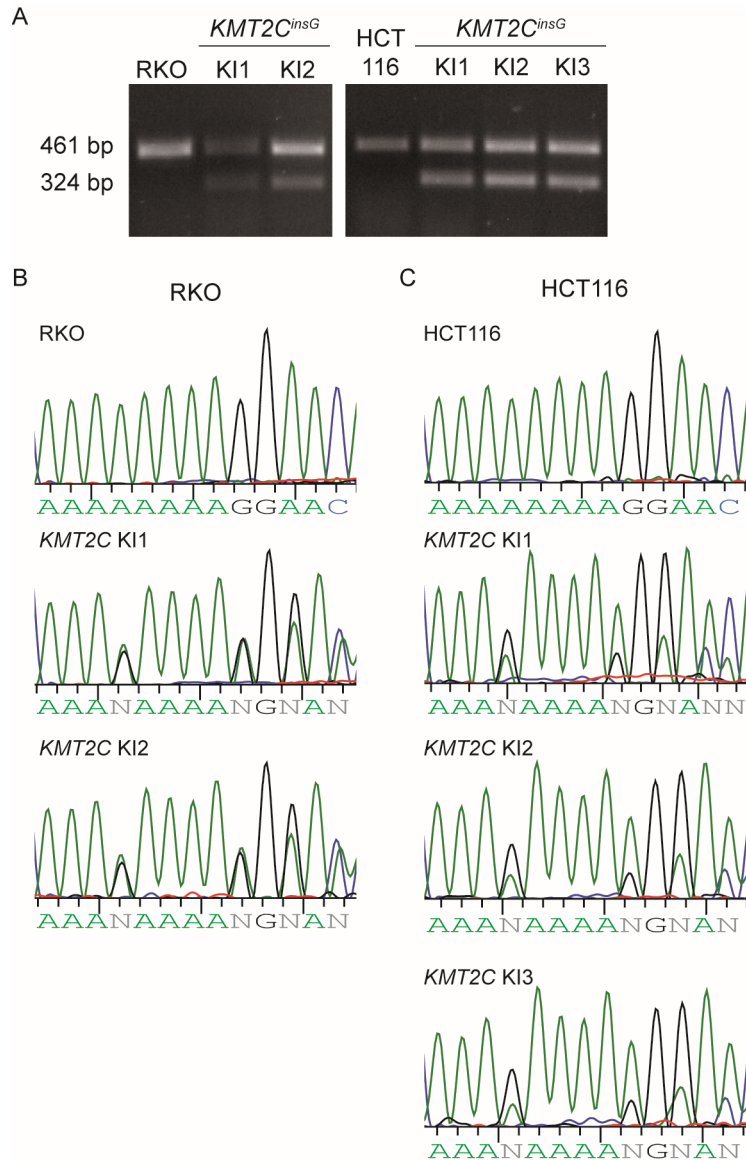 A
KMT2CinsG
HCT
KMT2CinsG
RKO KI1 KI2
116 KI1 KI2 KI3
461 bp
324 bp
B
RKO
C
HCT116
RKO
AAAAAAAAGGAAC
HCT116
AAAAAAAAGGAAC
KMT2C KI1
AAANAAAANGNAN
KMT2C KI1
AAANAAAANGNANN
KMT2C KI2
AAANAAAANGNAN
KMT2C KI2
AAANAAAANGNAN
KMT2C KI3
AAANAAAANGNAN